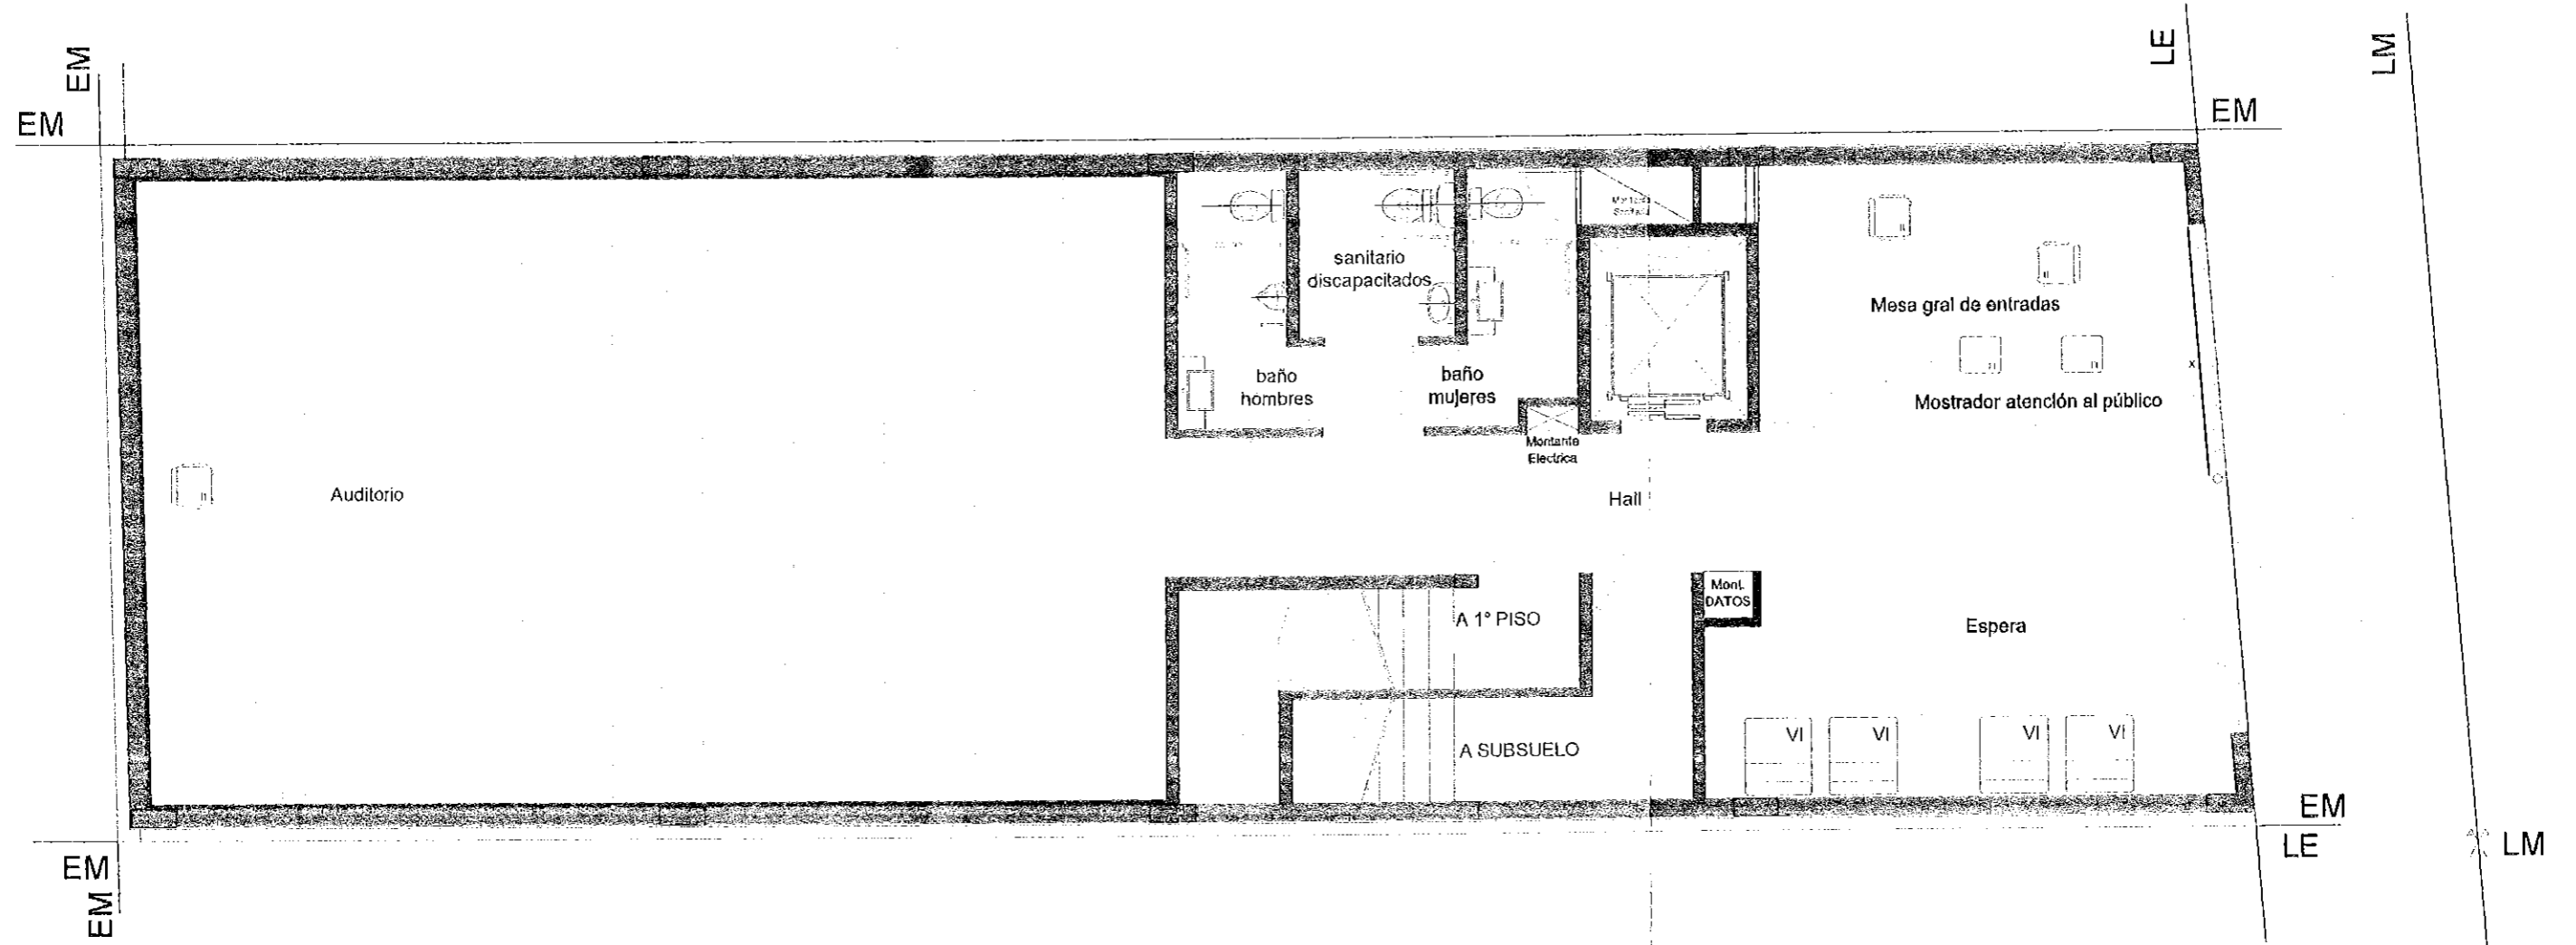 EM
EM
LE
LM
EM
Montante
sanitario
discapacitados
Mesa gral de entradas
baño
hombres
baño
mujeres
Mostrador atención al público
Montante
Electrica
Auditorio
Hall
Mont.
DATOS
A 1° PISO
Espera
VI
VI
VI
VI
A SUBSUELO
EM
LE
LM
EM
EM